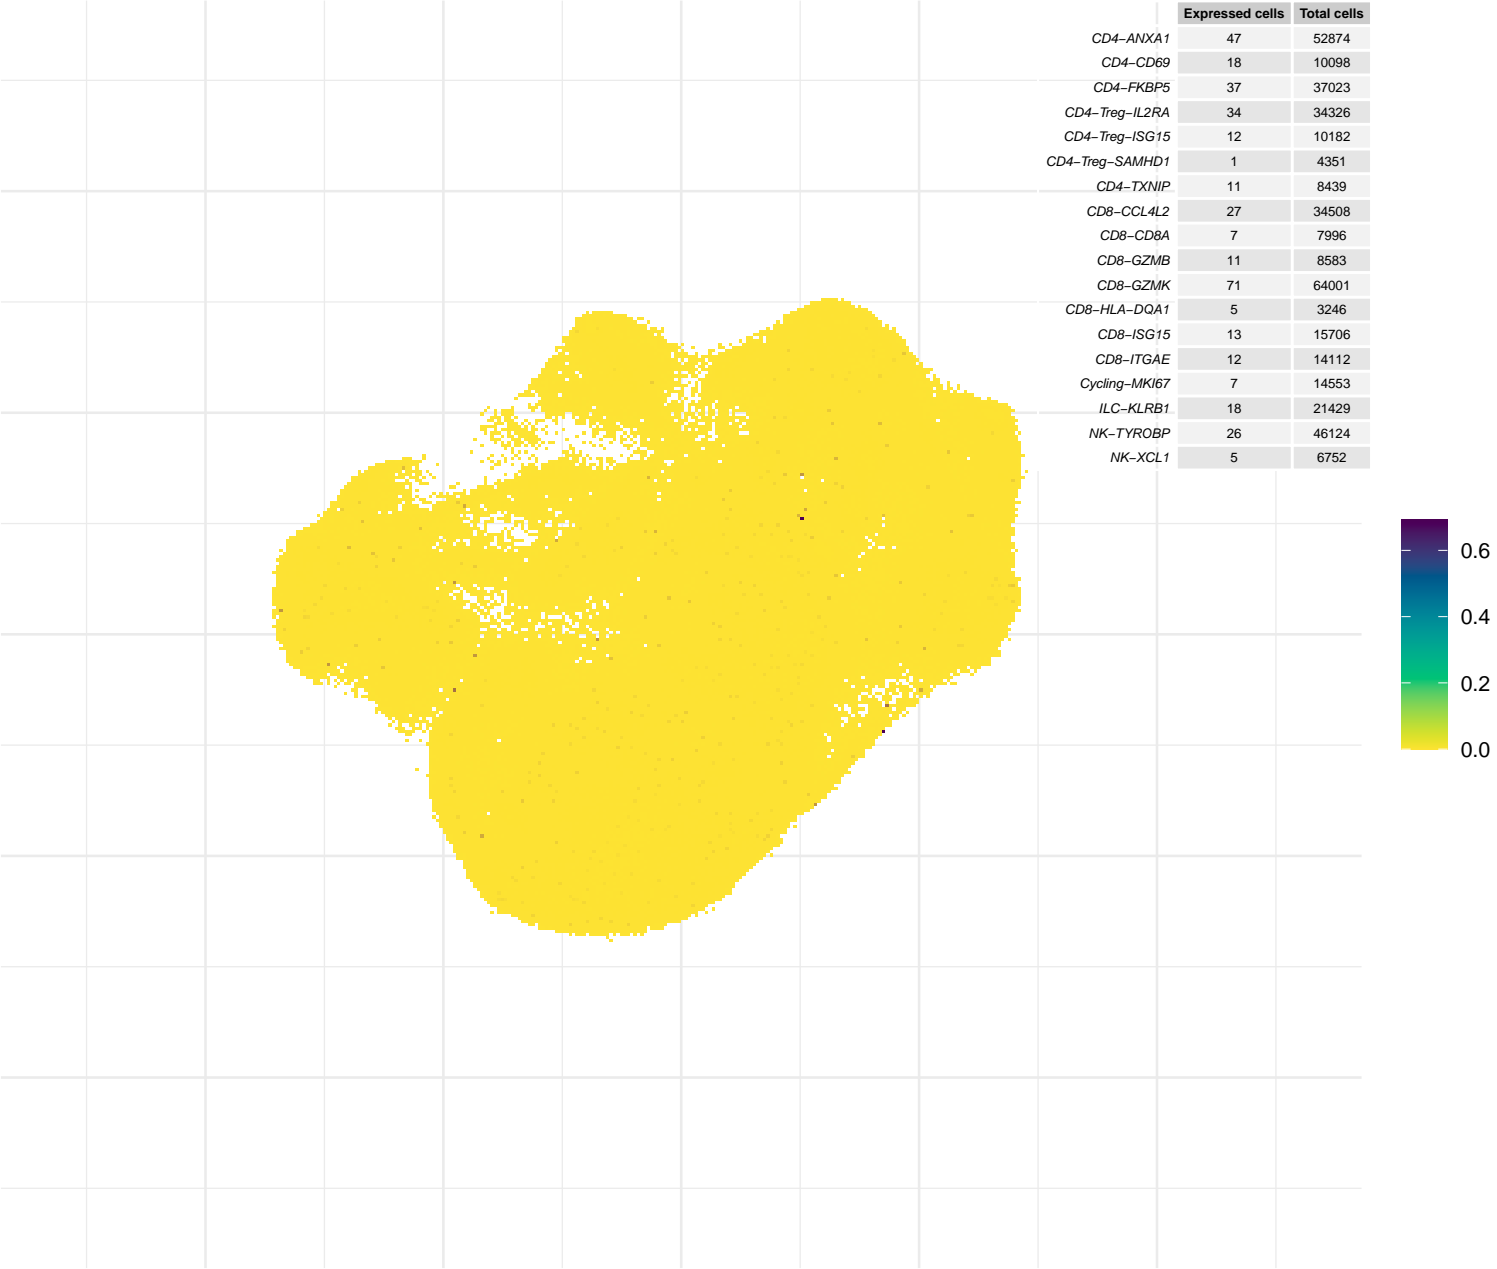 Expressed cells Total cells
CD4−ANXA1 47 52874
CD4−CD69 18 10098
CD4−FKBP5 37 37023
CD4−Treg−IL2RA 34 34326
CD4−Treg−ISG15 12 10182
CD4−Treg−SAMHD1 1 4351
CD4−TXNIP 11 8439
CD8−CCL4L2 27 34508
CD8−CD8A 7 7996
CD8−GZMB 11 8583
CD8−GZMK 71 64001
CD8−HLA−DQA1 5 3246
CD8−ISG15 13 15706
CD8−ITGAE 12 14112
Cycling−MKI67 7 14553
ILC−KLRB1 18 21429
NK−TYROBP 26 46124
NK−XCL1 5 6752
0.6
0.4
0.2
0.0